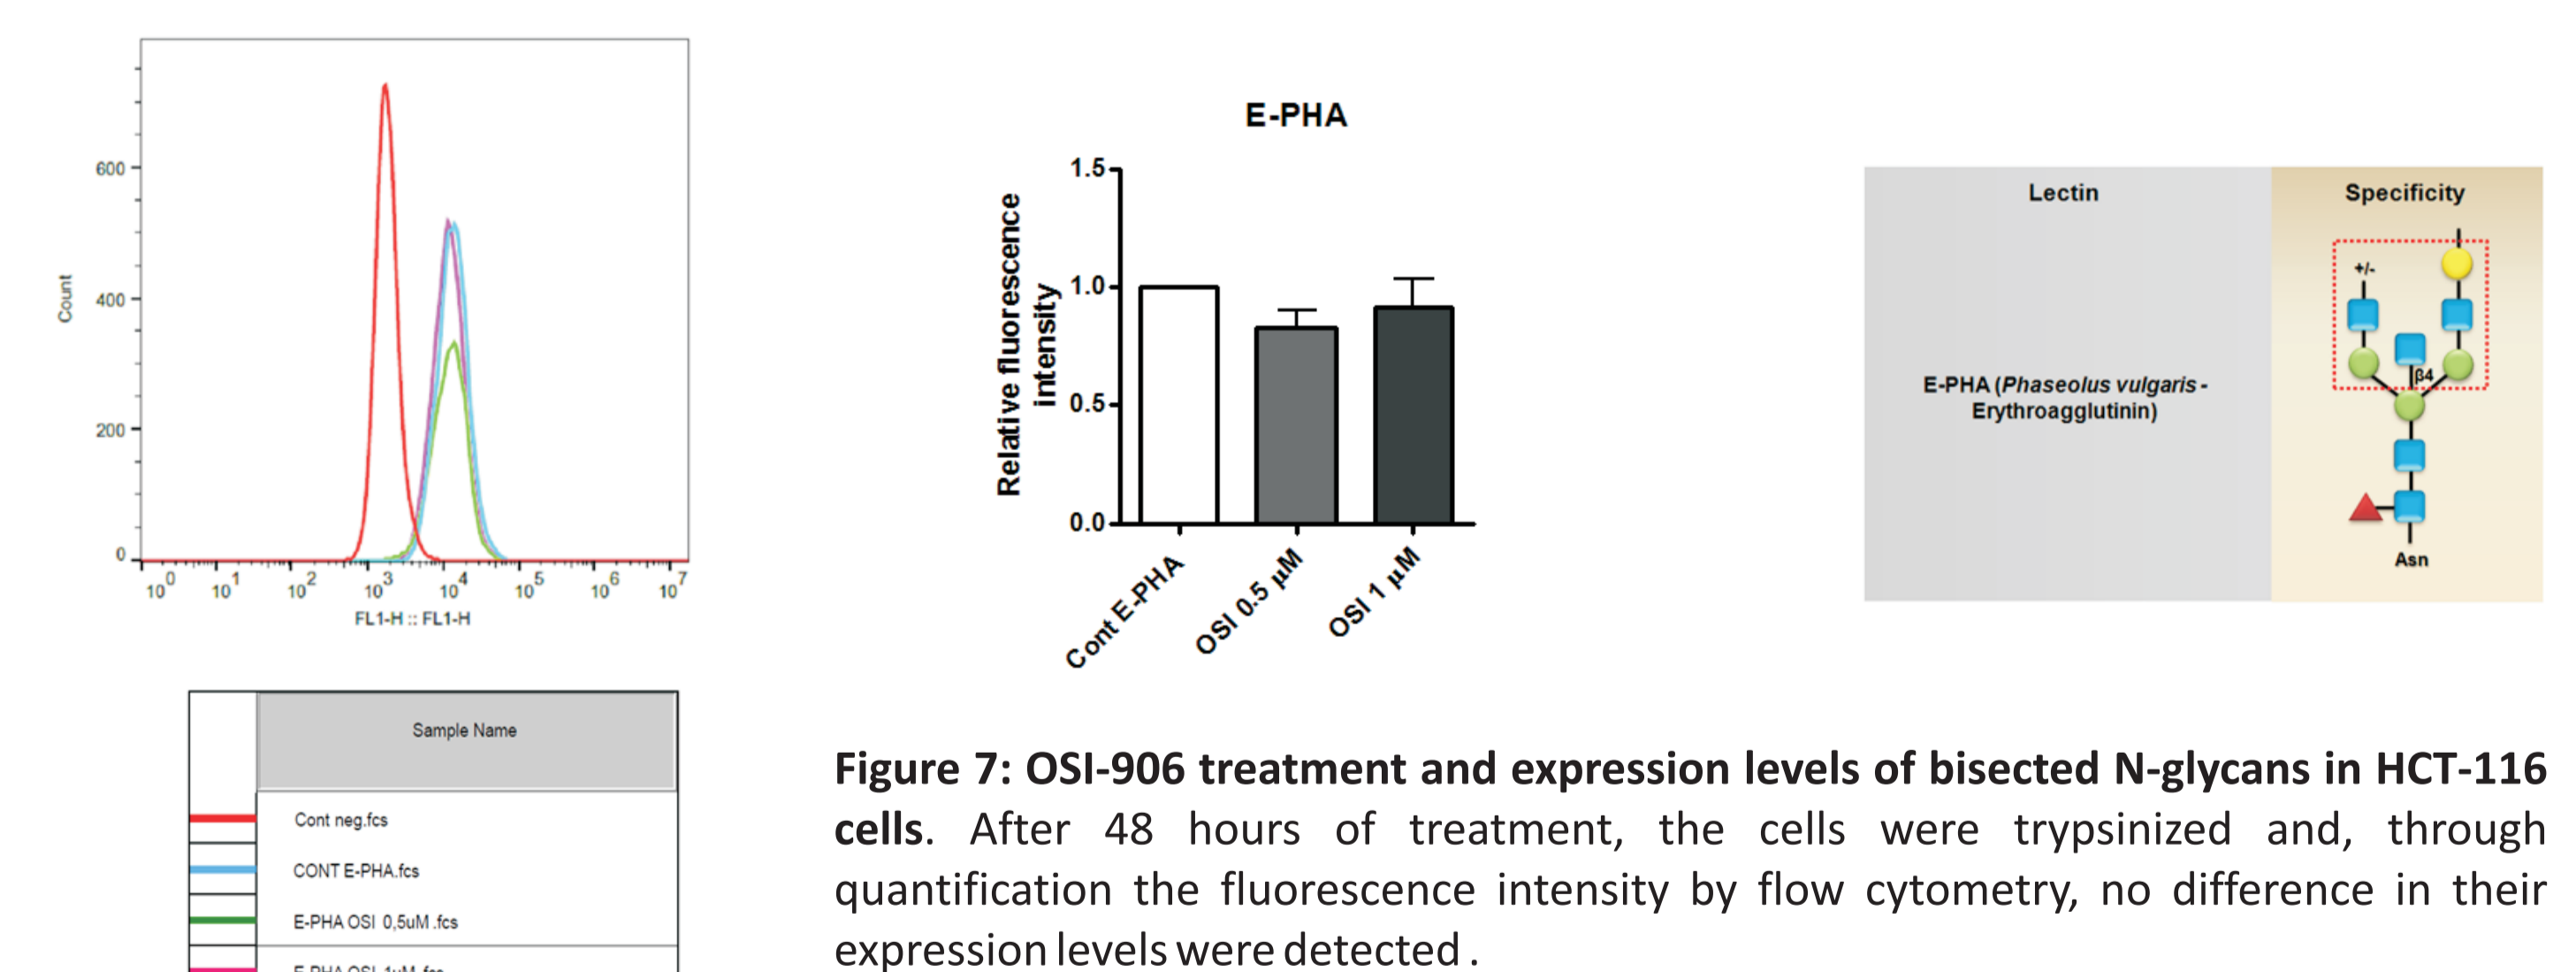 600
400
200
0
Count
10^0 10^1 10^2 10^3 10^4 10^5 10^6 10^7
FL1-H :: FL1-H
Sample Name
Cont neg.fcs
CONT E-PHA.fcs
E-PHA OSI 0,5uM .fcs
E-PHA OSI 1uM .fcs
E-PHA
1.5
1.0
0.5
0.0
Relative fluorescence
intensity
Cont E-PHA
OSI 0.5 µM
OSI 1 µM
Lectin
E-PHA (Phaseolus vulgaris -
Erythroagglutinin)
Specificity
+/-
β4
Asn
Figure 7: OSI-906 treatment and expression levels of bisected N-glycans in HCT-116
cells. After 48 hours of treatment, the cells were trypsinized and, through
quantification the fluorescence intensity by flow cytometry, no difference in their
expression levels were detected .